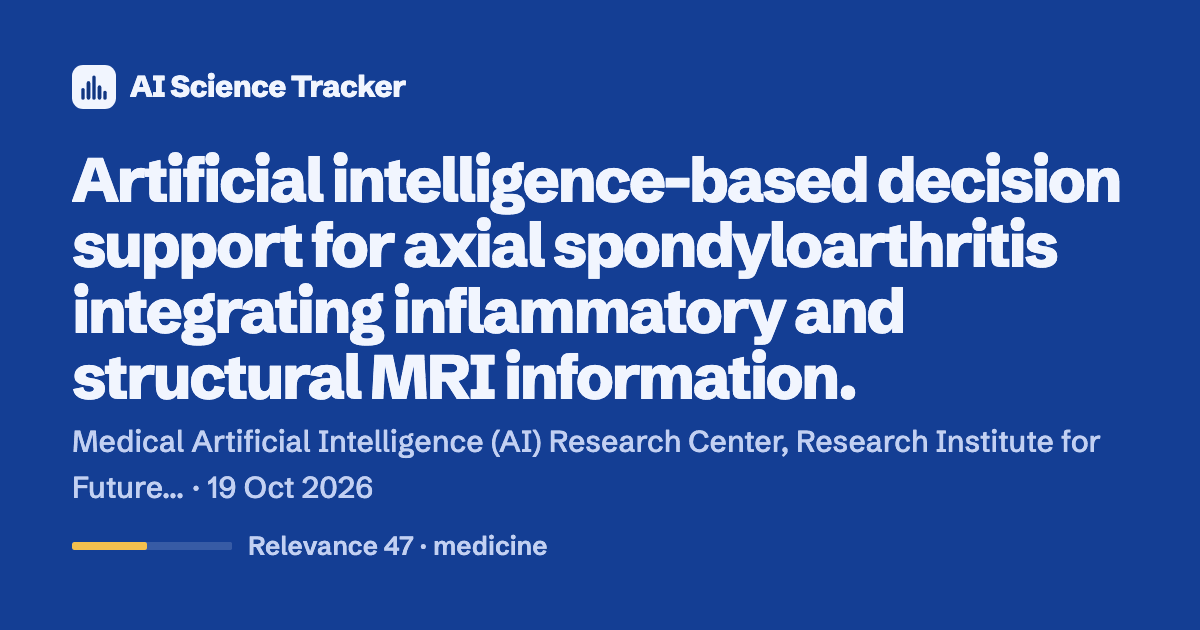 AI Science Tracker
Artificial intelligence-based decision
support for axial spondyloarthritis
integrating inflammatory and
structural MRI information.
Medical Artificial Intelligence (AI) Research Center, Research Institute for
Future... · 19 Oct 2026
Relevance 47 · medicine